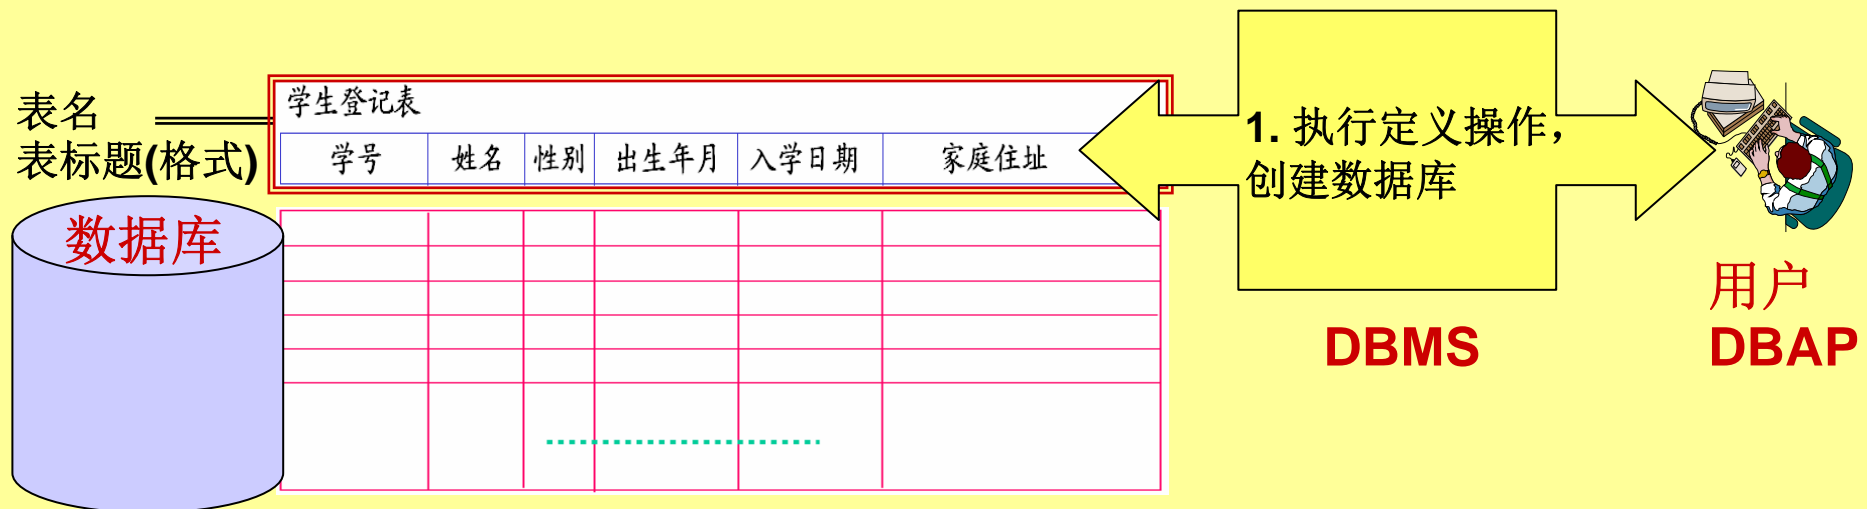 表名
表标题(格式)
学生登记表
学号 姓名 性别 出生年月 入学日期 家庭住址
数据库
1. 执行定义操作，
创建数据库
DBMS
用户
DBAP